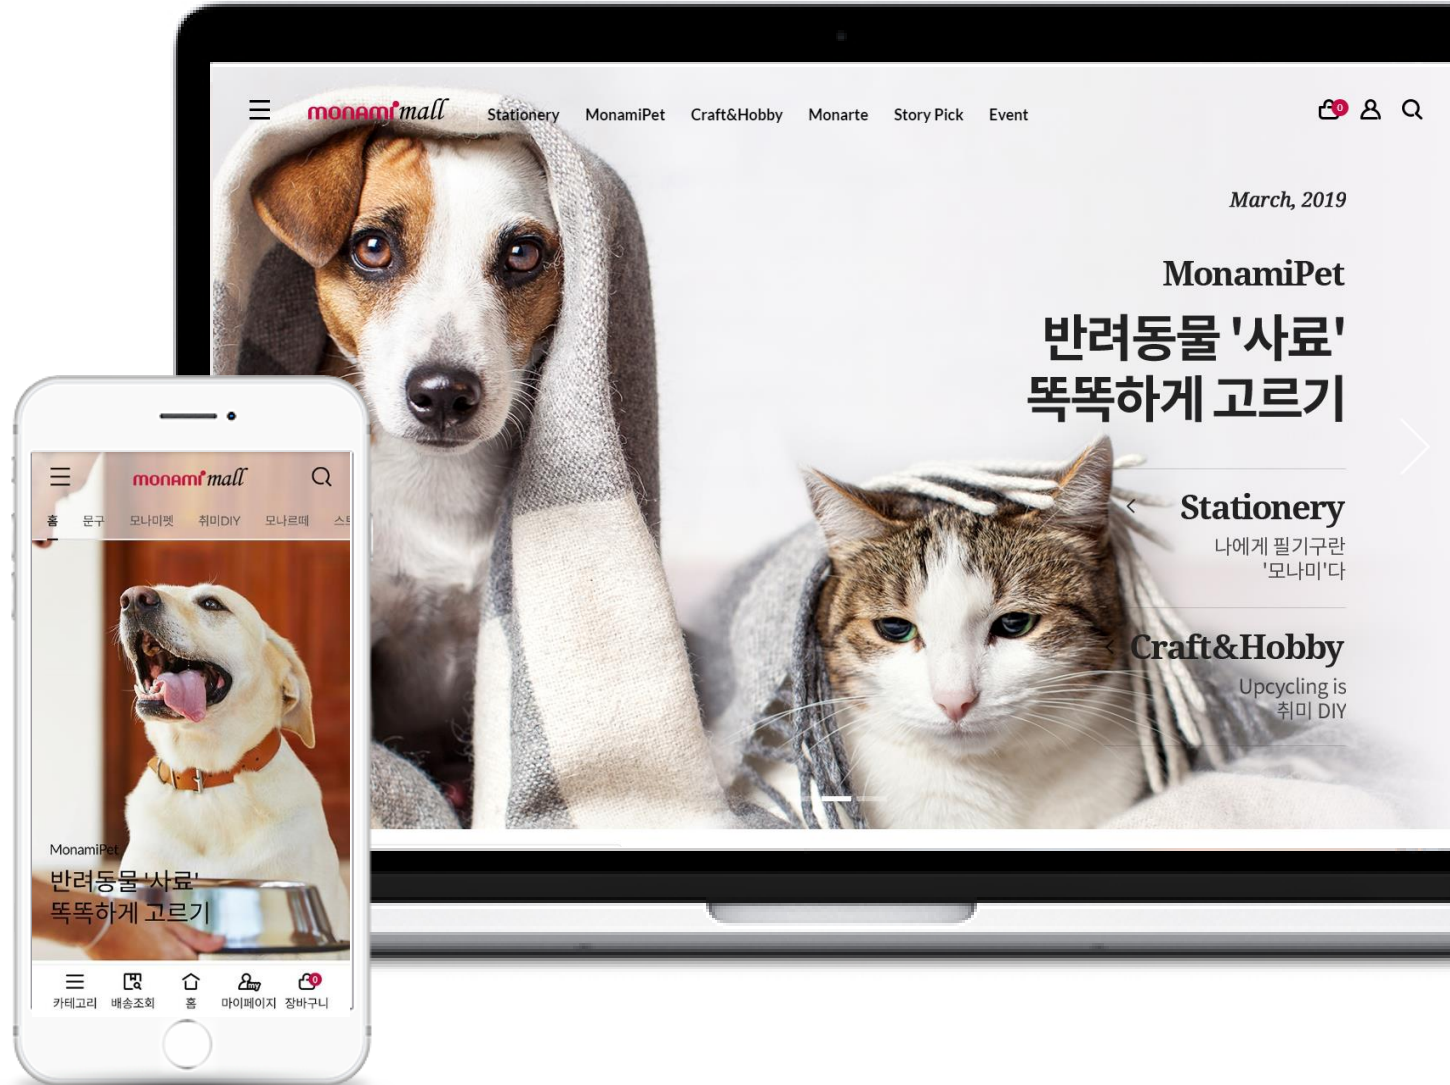 monami mall
Stationery MonamiPet Craft&Hobby Monarte Story Pick Event
0
March, 2019
MonamiPet
반려동물 '사료'
똑똑하게 고르기
Stationery
나에게 필기구란
'모나미'다
Craft&Hobby
Upcycling is
취미 DIY
monami mall
홈 문구 모나미펫 취미DIY 모나르떼
MonamiPet
반려동물 '사료'
똑똑하게 고르기
my 0
카테고리 배송조회 홈 마이페이지 장바구니